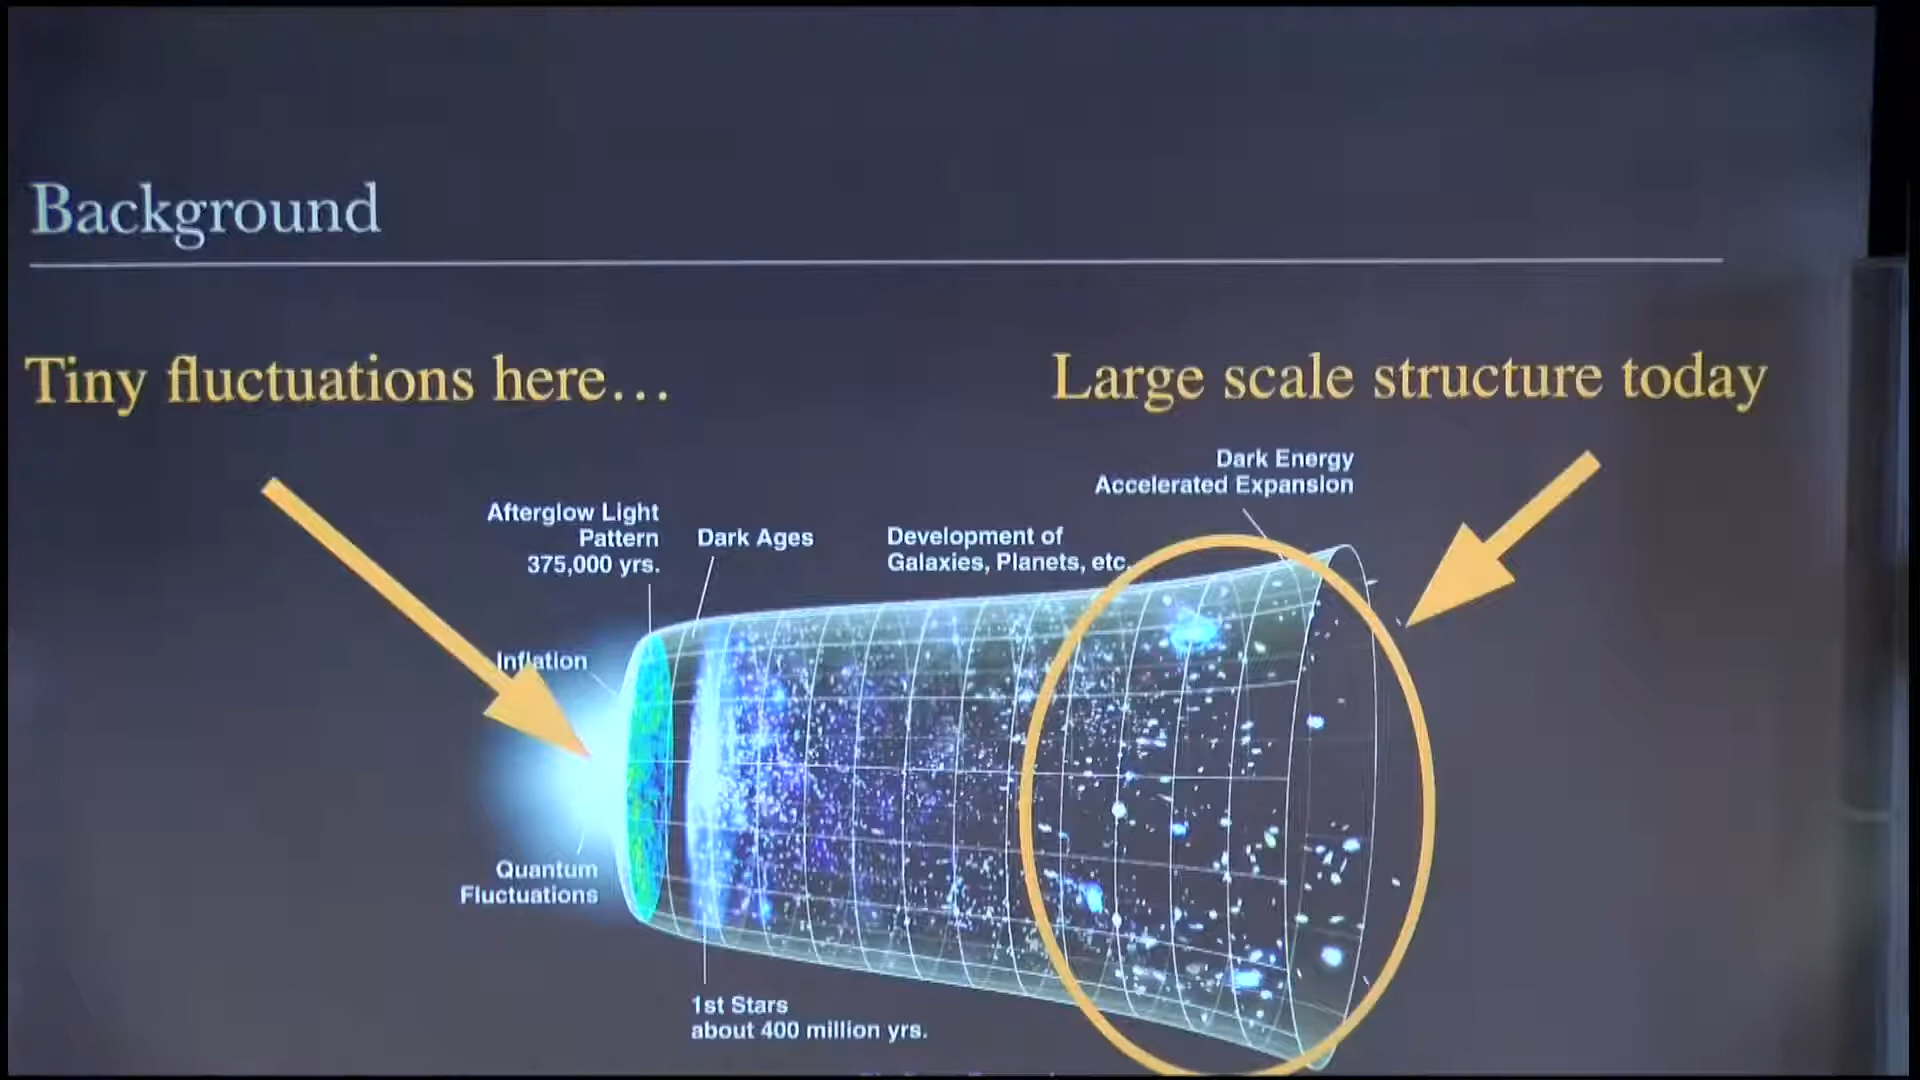 Background
Tiny fluctuations here…
Large scale structure today
Dark Energy
Accelerated Expansion
Afterglow Light
Pattern
375,000 yrs.
Dark Ages
Development of
Galaxies, Planets, etc.
Inflation
Quantum
Fluctuations
1st Stars
about 400 million yrs.